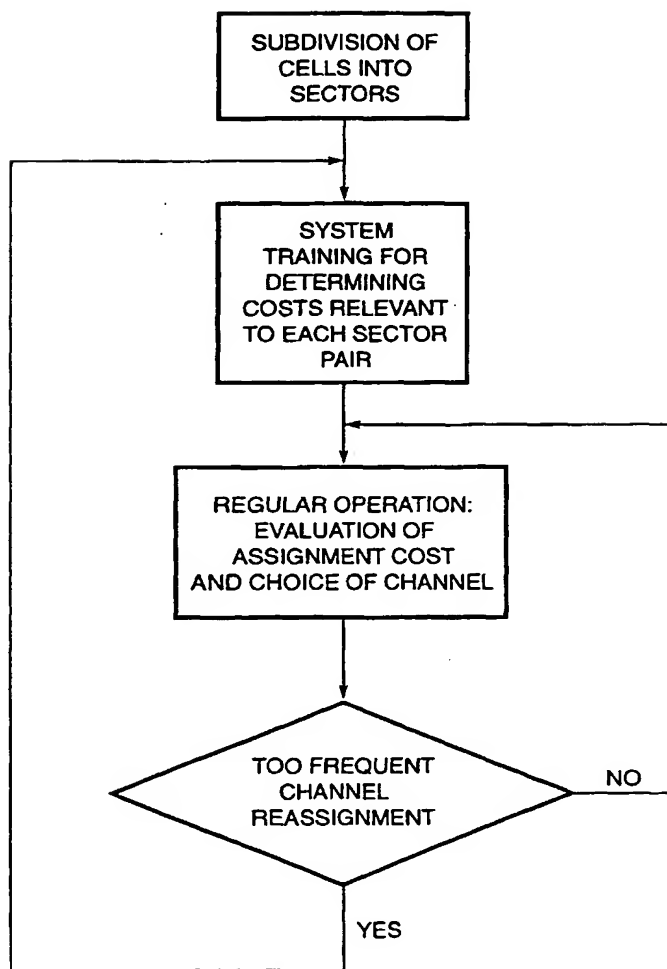 SUBDIVISION OF
CELLS INTO
SECTORS
SYSTEM
TRAINING FOR
DETERMINING
COSTS RELEVANT
TO EACH SECTOR
PAIR
REGULAR OPERATION:
EVALUATION OF
ASSIGNMENT COST
AND CHOICE OF CHANNEL
TOO FREQUENT
CHANNEL
REASSIGNMENT
NO
YES